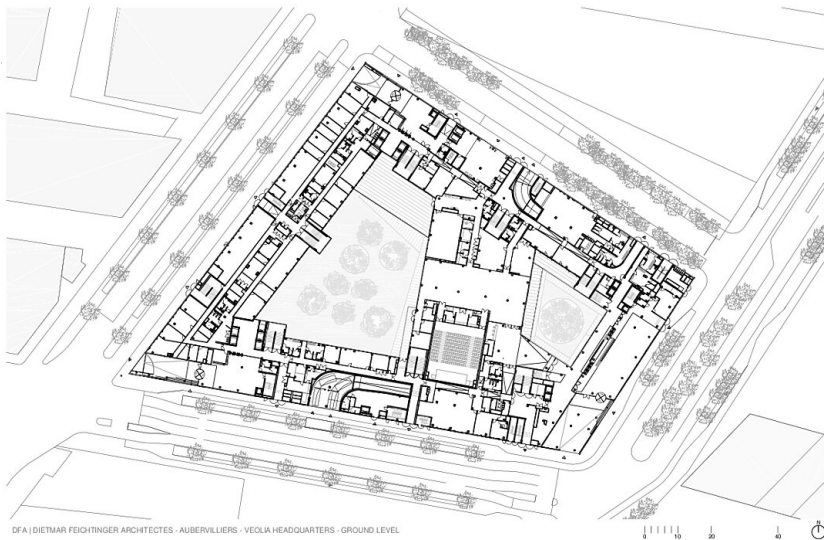 DFA | DIETMAR FEICHTINGER ARCHITECTES - AUBERVILLIERS - VEOLIA HEADQUARTERS - GROUND LEVEL
0 10 20 40
N